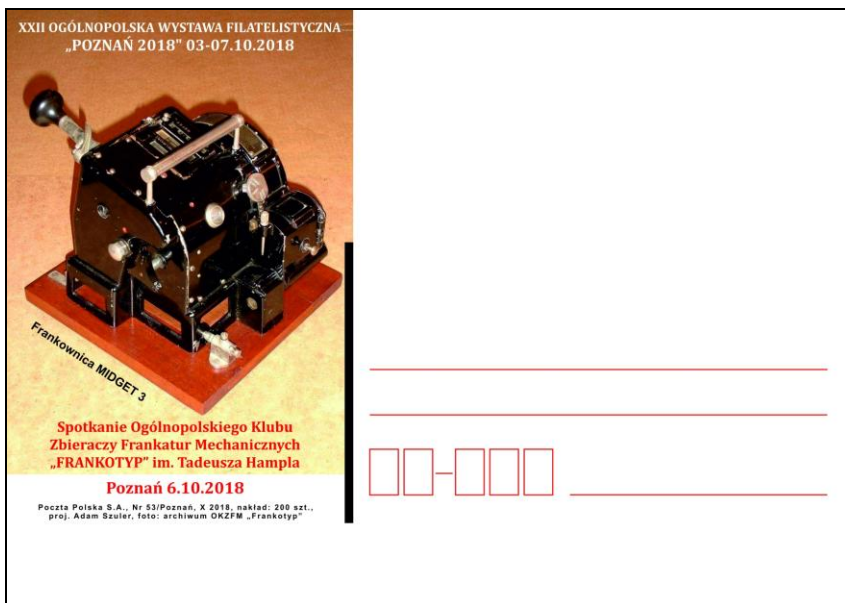 XXII OGÓLNOPOLSKA WYSTAWA FILATELISTYCZNA
„POZNAŃ 2018” 03-07.10.2018
Frankownica MIDGET 3
Spotkanie Ogólnopolskiego Klubu
Zbieraczy Frankatur Mechanicznych
„FRANKOTYP” im. Tadeusza Hampla
Poznań 6.10.2018
Poczta Polska S.A., Nr 53/Poznań, X 2018, nakład: 200 szt.,
proj. Adam Szuler, foto: archiwum OKZFM „Frankotyp”